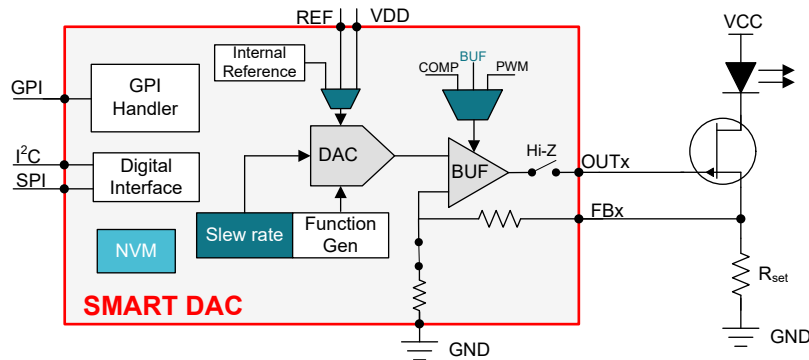 REF
VDD
VCC
Internal
Reference
COMP
BUF
PWM
GPI
GPI
Handler
DAC
BUF
Hi-Z
OUTx
I²C
SPI
Digital
Interface
FBx
Slew rate
Function
Gen
NVM
Rset
SMART DAC
GND
GND